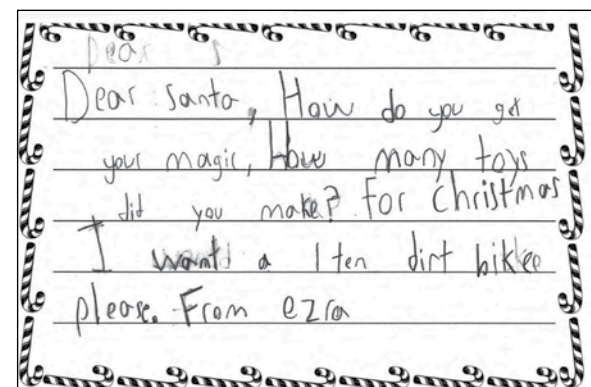 Dear S
Dear Santa, How do you get
your magic, How many toys
did you make? For christmas
I want a 1 ten dirt bikee
please. From ezra